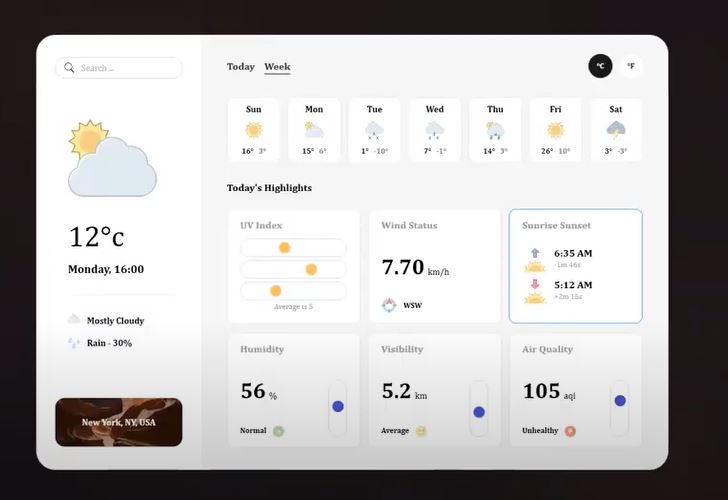 Search ...
12°c
Monday, 16:00
Mostly Cloudy
Rain - 30%
New York, NY, USA
Today Week
°C °F
Sun Mon Tue Wed Thu Fri Sat
16° 3° 15° 6° 1° -10° 7° -1° 14° 3° 26° 10° 3° -3°
Today's Highlights
UV Index
Average is 5
Wind Status
7.70 km/h
WSW
Sunrise Sunset
6:35 AM
-1m 46s
5:12 AM
+2m 15s
Humidity
56 %
Normal
Visibility
5.2 km
Average
Air Quality
105 aqi
Unhealthy